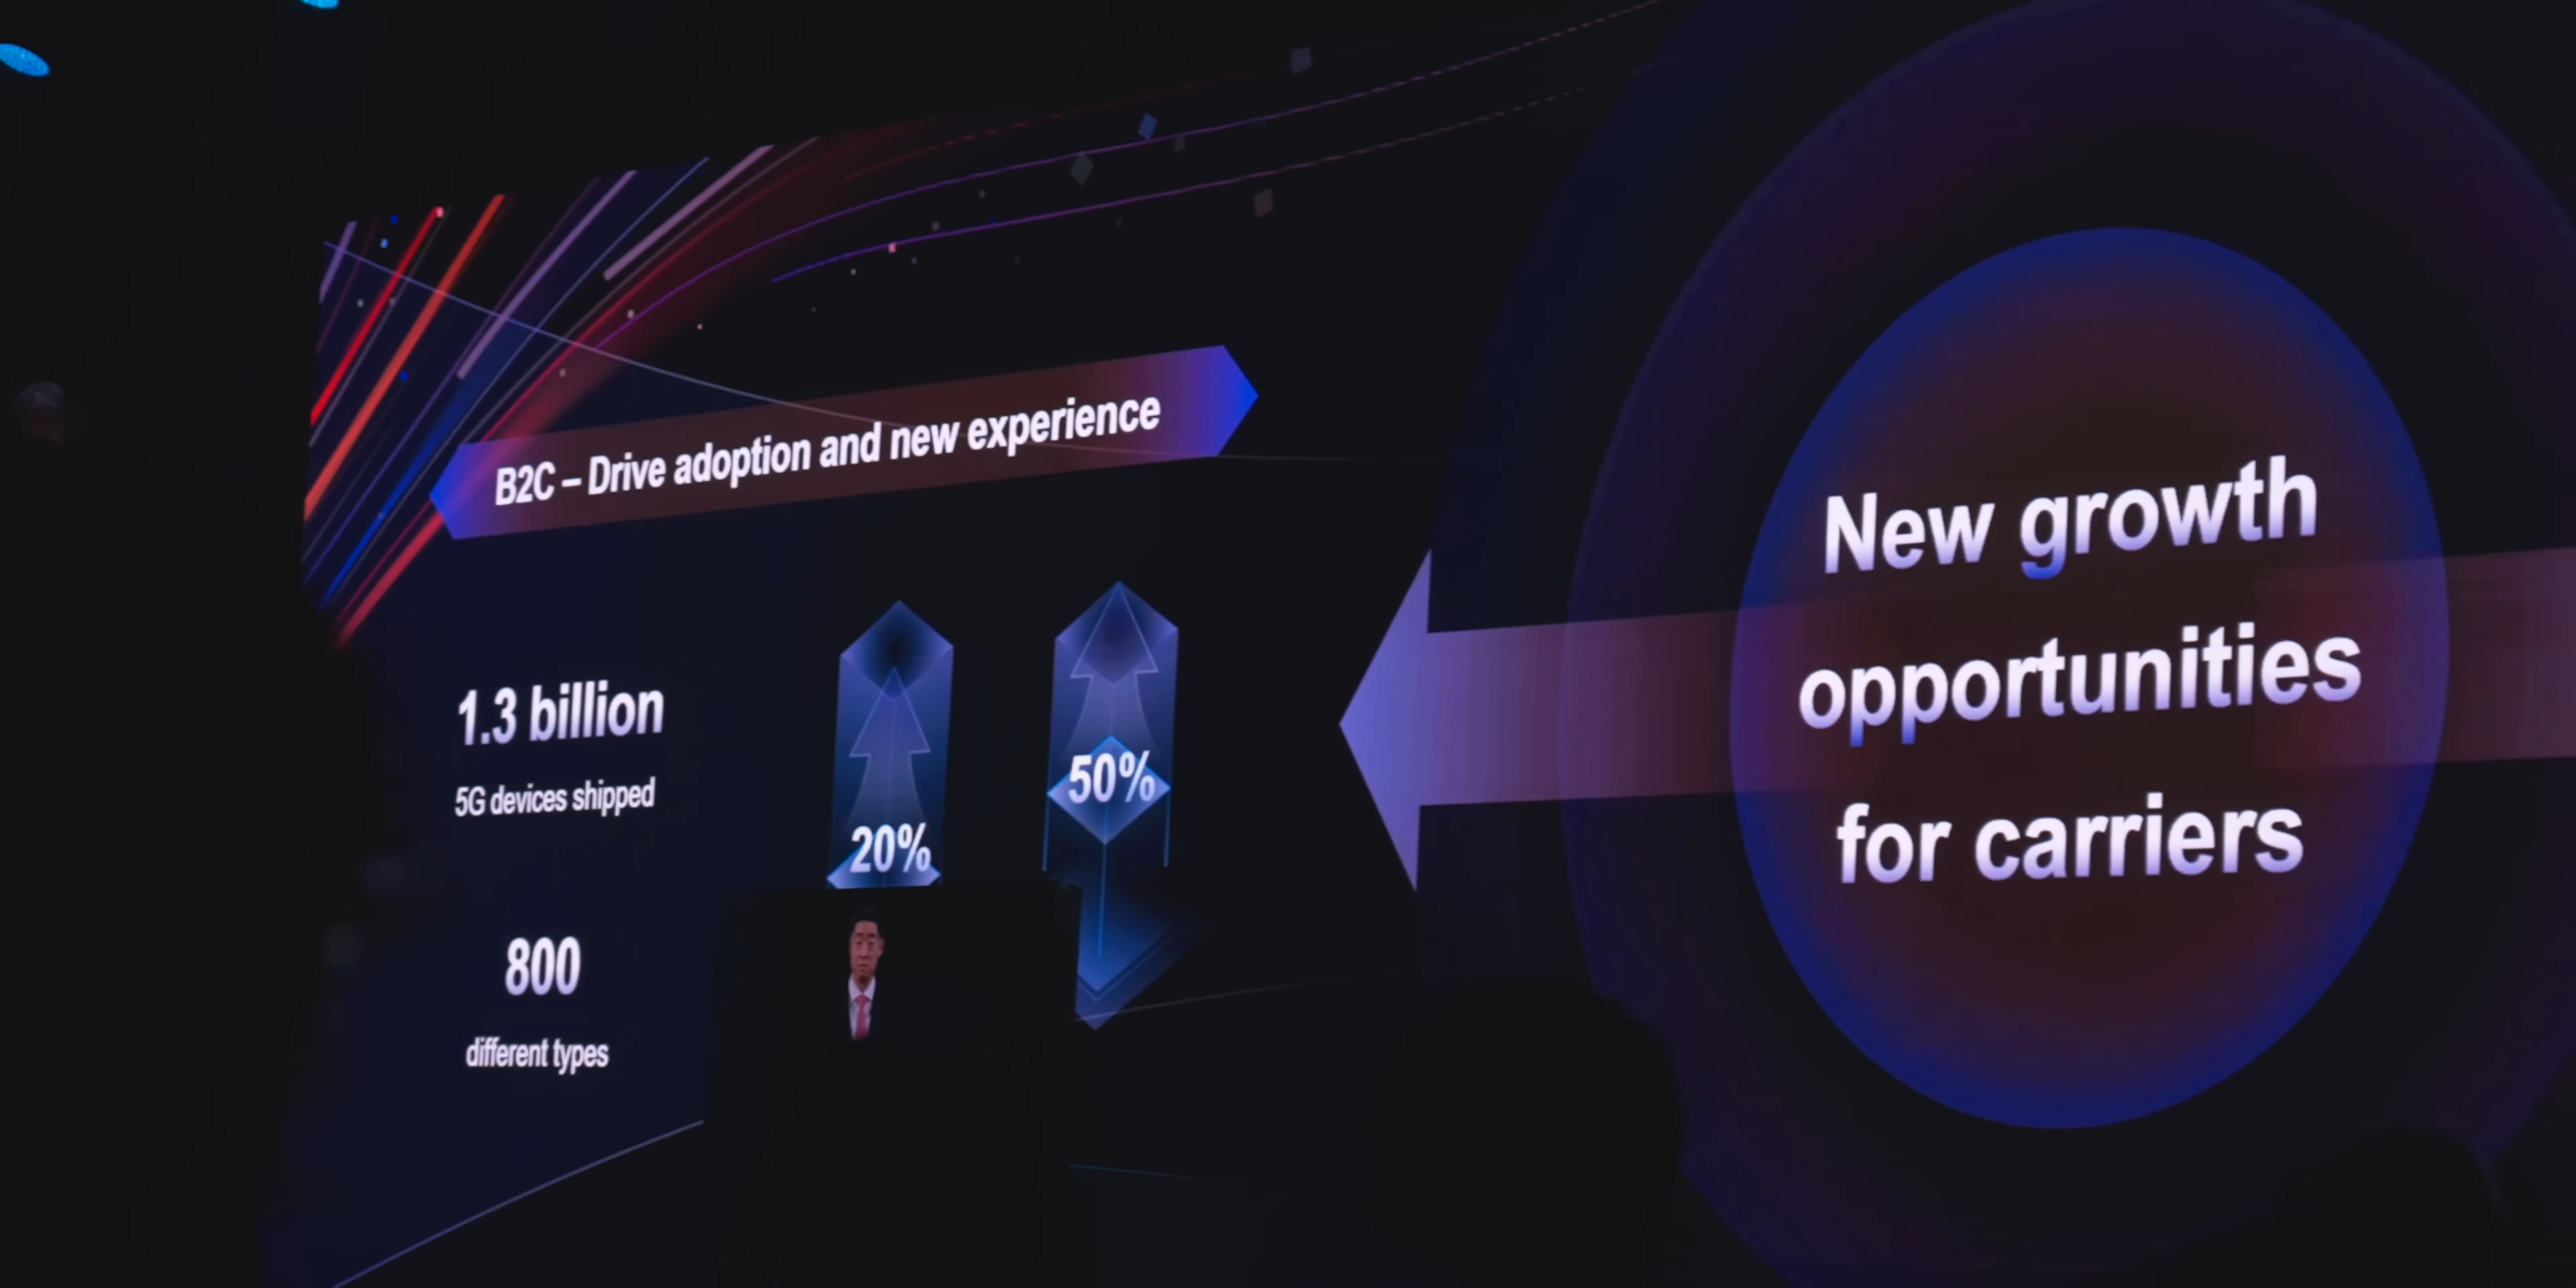 B2C – Drive adoption and new experience
1.3 billion
5G devices shipped
800
different types
20%
50%
New growth
opportunities
for carriers